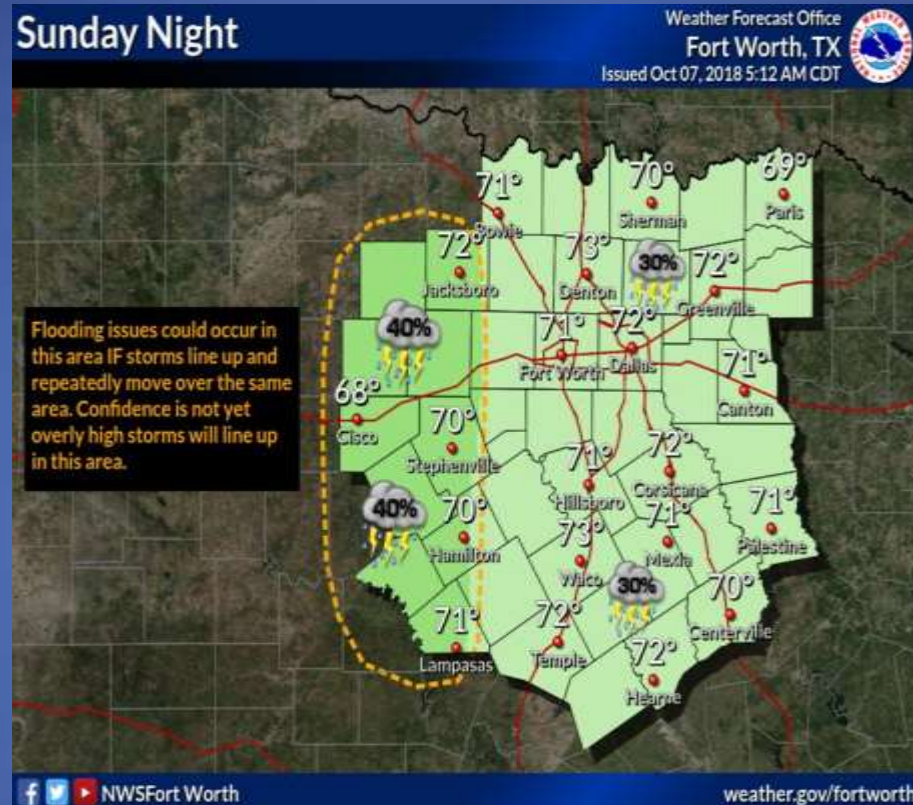 Sunday Night
Weather Forecast Office
Fort Worth, TX
Issued Oct 07, 2018 5:12 AM CDT
NATIONAL WEATHER SERVICE
71°
Bowie
70°
Sherman
69°
Paris
72°
Jacksboro
73°
Denton
30%
72°
Greenville
Flooding issues could occur in
this area IF storms line up and
repeatedly move over the same
area. Confidence is not yet
overly high storms will line up
in this area.
40%
71°
Fort Worth
72°
Dallas
71°
Canton
68°
Cisco
70°
Stephenville
71°
Hillsboro
72°
Corsicana
40%
70°
Hamilton
73°
Waco
71°
Mexia
71°
Palestine
30%
71°
Lampasas
72°
Temple
70°
Centerville
72°
Hearne
NWSFort Worth
weather.gov/fortworth